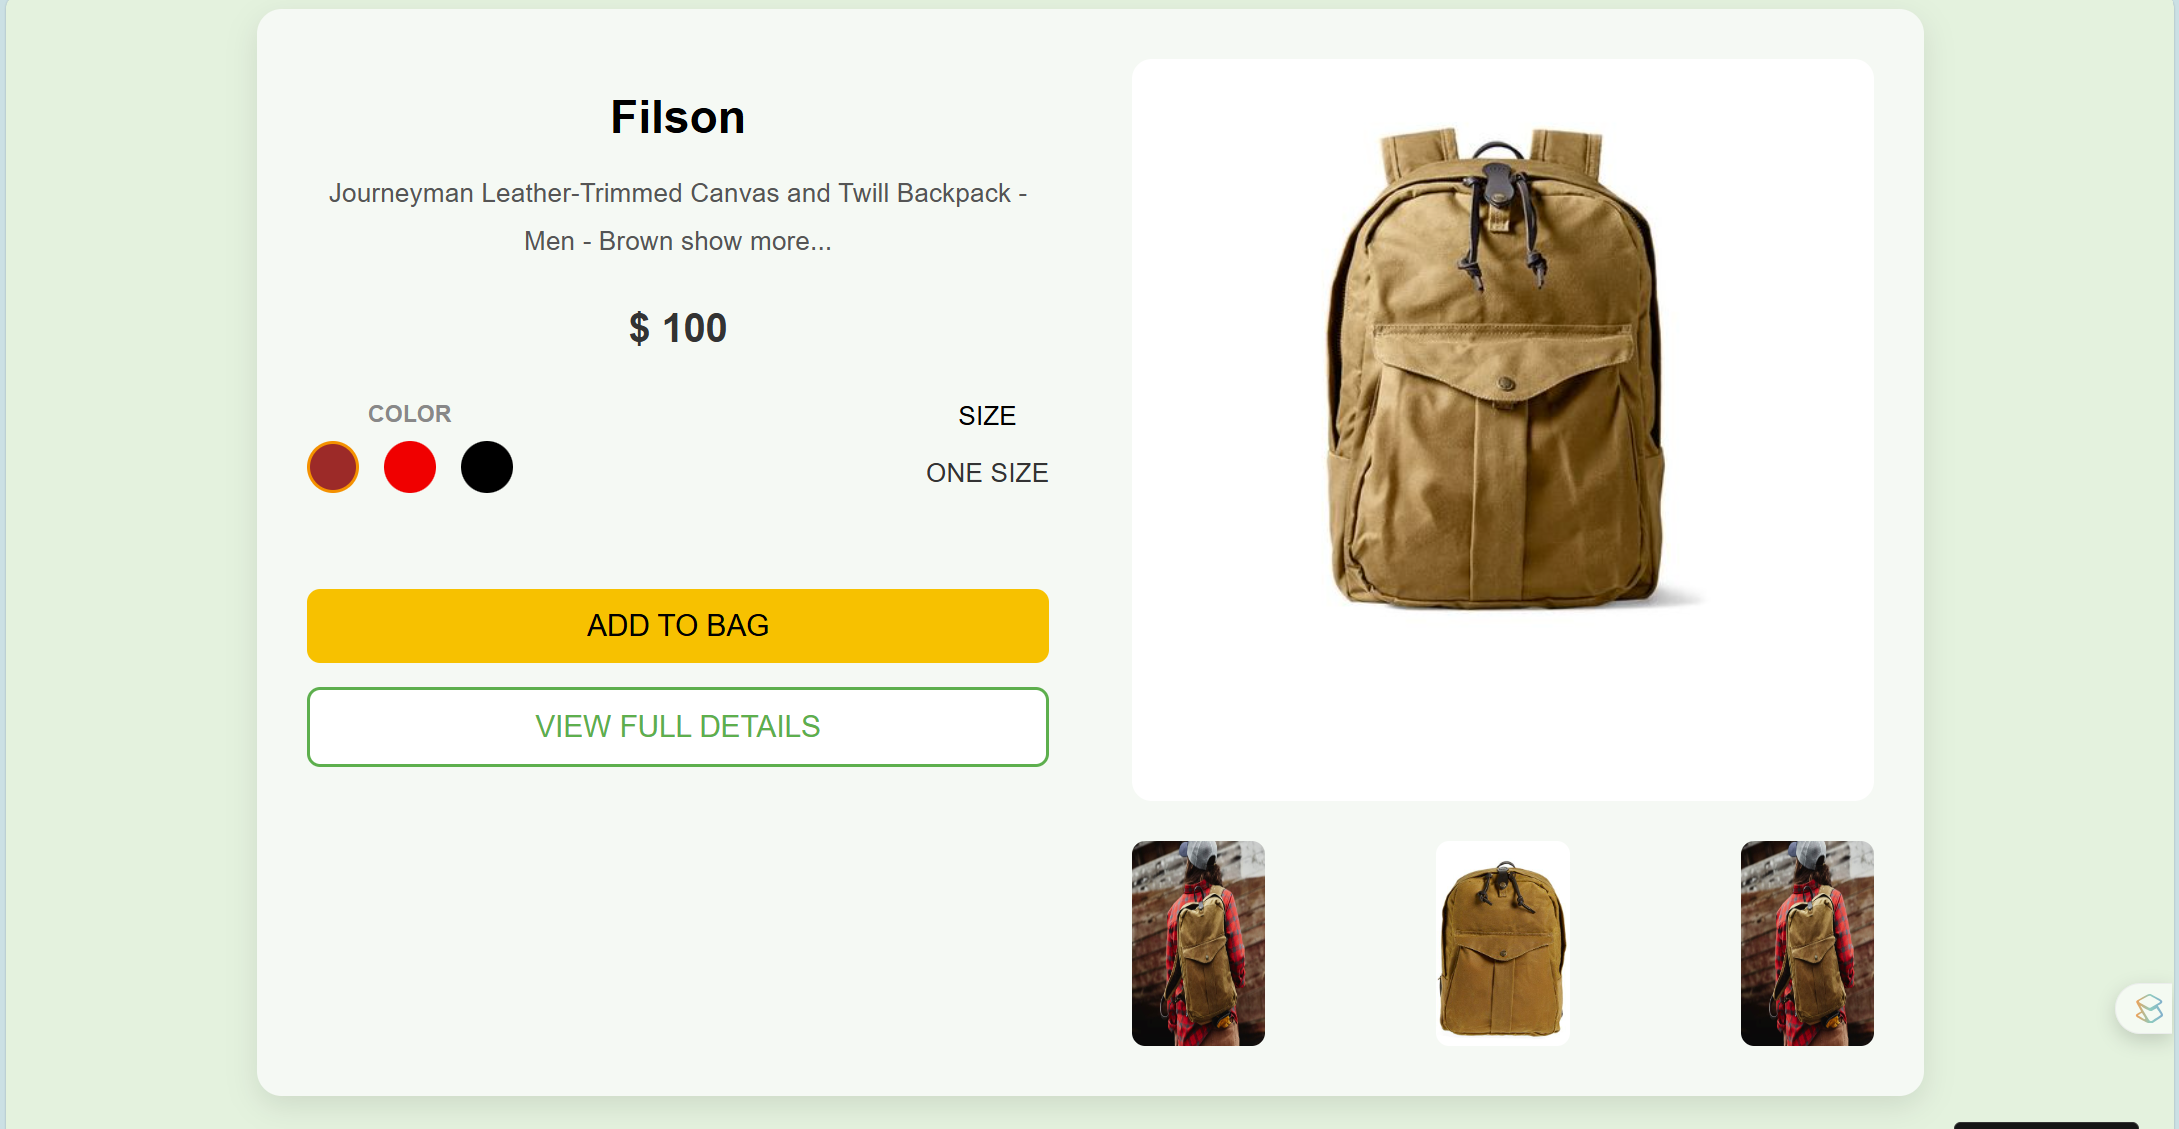 Filson
Journeyman Leather-Trimmed Canvas and Twill Backpack -
Men - Brown show more...
$ 100
COLOR
SIZE
ONE SIZE
ADD TO BAG
VIEW FULL DETAILS